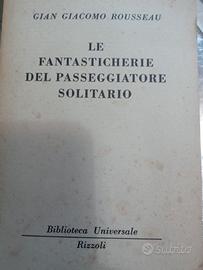 GIAN GIACOMO ROUSSEAU
LE
FANTASTICHERIE
DEL PASSEGGIATORE
SOLITARIO
Biblioteca Universale
Rizzoli
subito